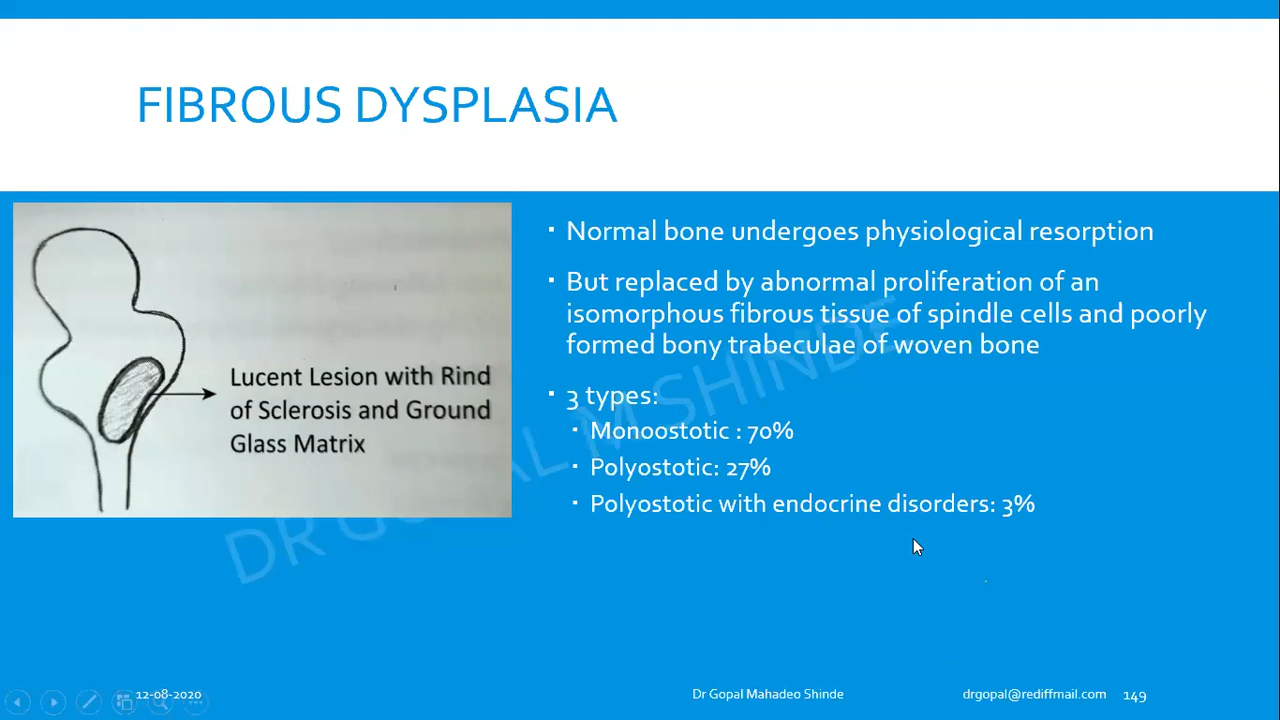 FIBROUS DYSPLASIA
Lucent Lesion with Rind
of Sclerosis and Ground
Glass Matrix
Normal bone undergoes physiological resorption
But replaced by abnormal proliferation of an
isomorphous fibrous tissue of spindle cells and poorly
formed bony trabeculae of woven bone
3 types:
Monoostotic : 70%
Polyostotic: 27%
Polyostotic with endocrine disorders: 3%
DR GOPAL M SHINDE
12-08-2020
Dr Gopal Mahadeo Shinde
drgopal@rediffmail.com
149